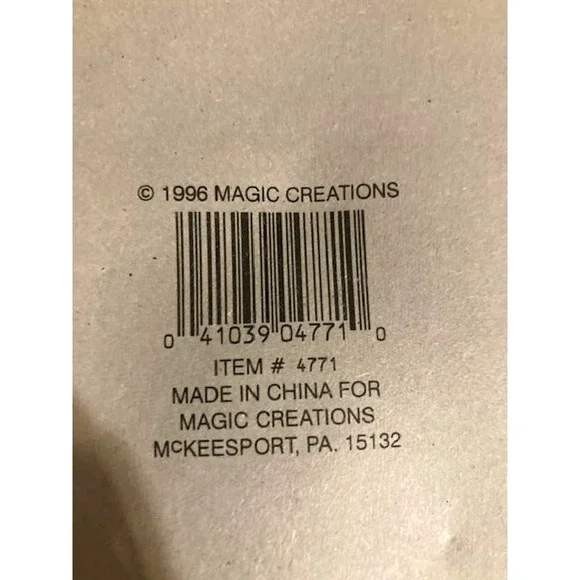 © 1996 MAGIC CREATIONS
0 41039 04771 0
ITEM # 4771
MADE IN CHINA FOR
MAGIC CREATIONS
McKEESPORT, PA. 15132